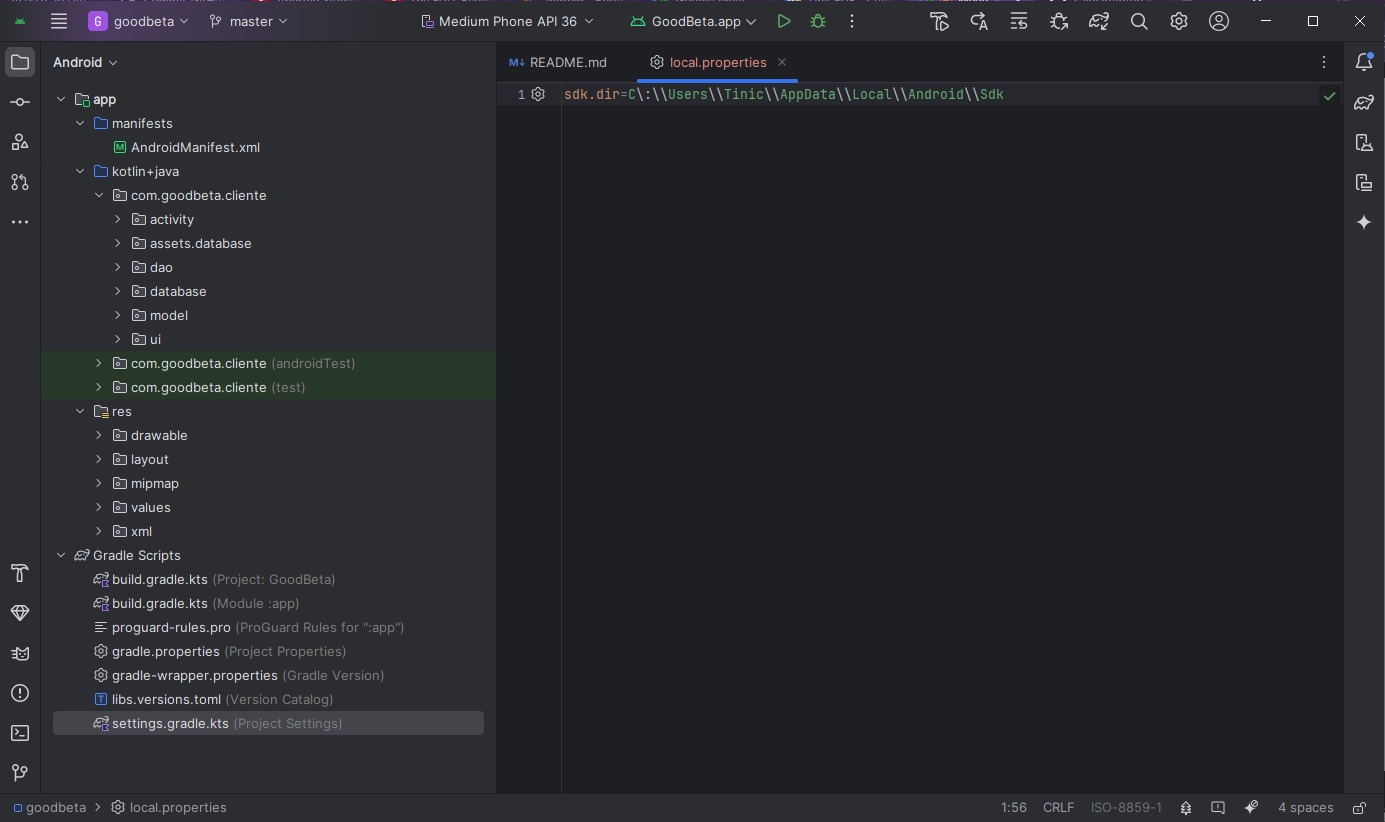 G goodbeta master Medium Phone API 36 GoodBeta.app
Android
README.md
local.properties
app
manifests
AndroidManifest.xml
kotlin+java
com.goodbeta.cliente
activity
assets.database
dao
database
model
ui
com.goodbeta.cliente (androidTest)
com.goodbeta.cliente (test)
res
drawable
layout
mipmap
values
xml
Gradle Scripts
build.gradle.kts (Project: GoodBeta)
build.gradle.kts (Module :app)
proguard-rules.pro (ProGuard Rules for ":app")
gradle.properties (Project Properties)
gradle-wrapper.properties (Gradle Version)
libs.versions.toml (Version Catalog)
settings.gradle.kts (Project Settings)
1 sdk.dir=C\:\\Users\\Tinic\\AppData\\Local\\Android\\Sdk
goodbeta > local.properties
1:56 CRLF ISO-8859-1 4 spaces